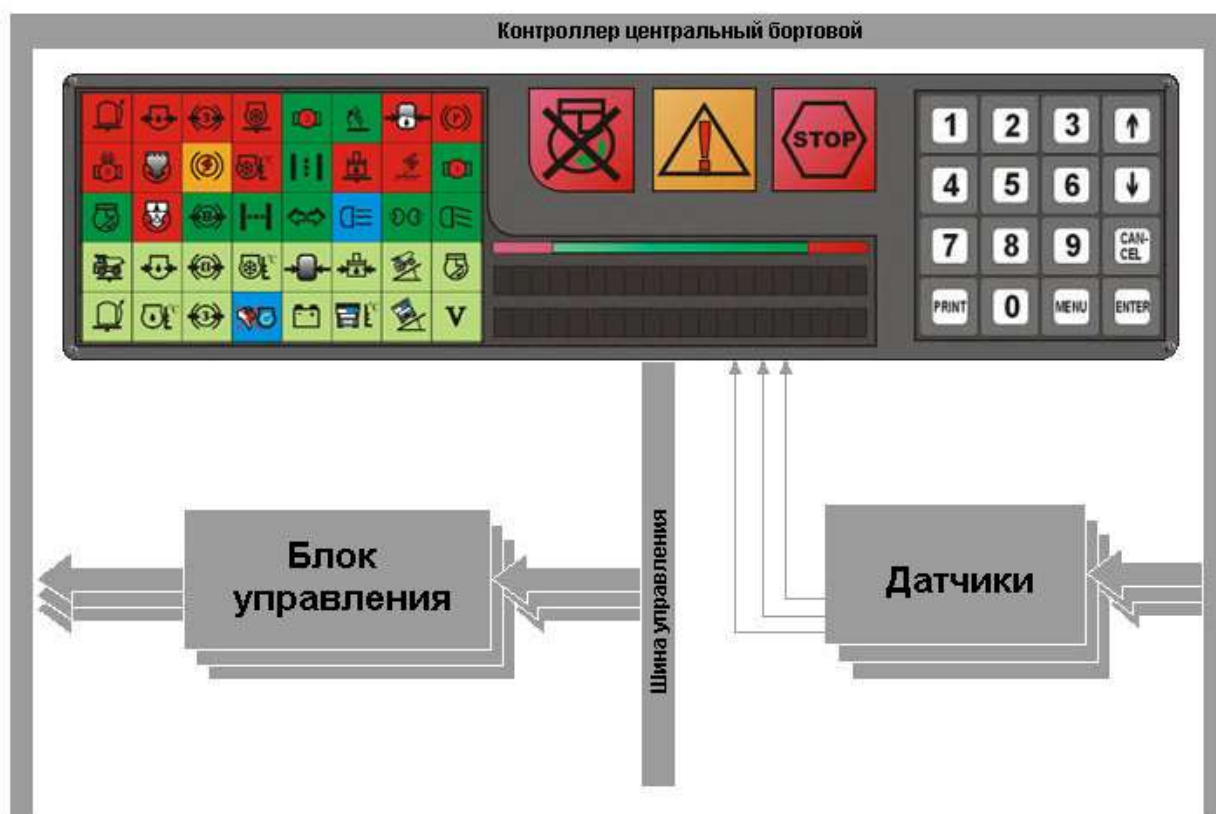 Контроллер центральный бортовой
STOP
1 2 3 ↑
4 5 6 ↓
7 8 9 CAN-
CEL
PRINT 0 MENU ENTER
V
Блок
управления
Шина управления
Датчики